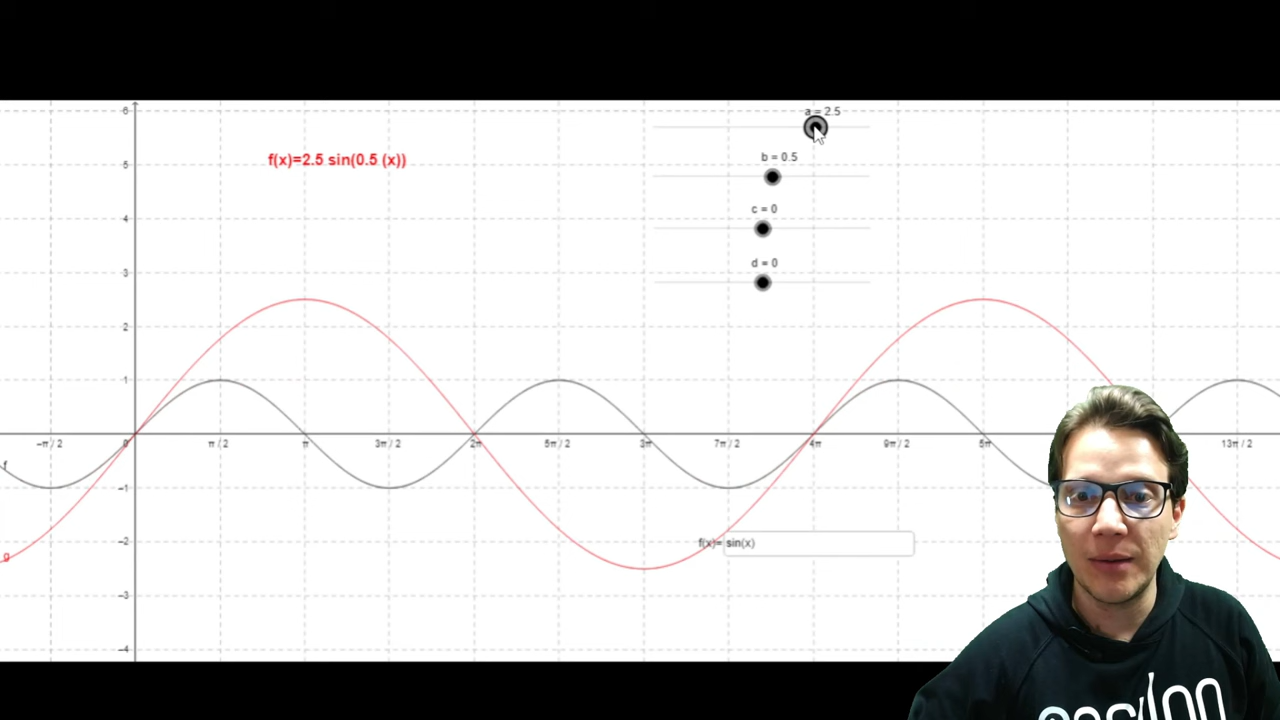 a = 2.5
6
f(x)=2.5 sin(0.5 (x))
b = 0.5
5
c = 0
4
d = 0
3
2
1
−π / 2
0
π / 2
π
3π / 2
2π
5π / 2
3π
7π / 2
4π
9π / 2
5π
13π / 2
f
−1
f(x)= sin(x)
−2
g
−3
−4
epsilon